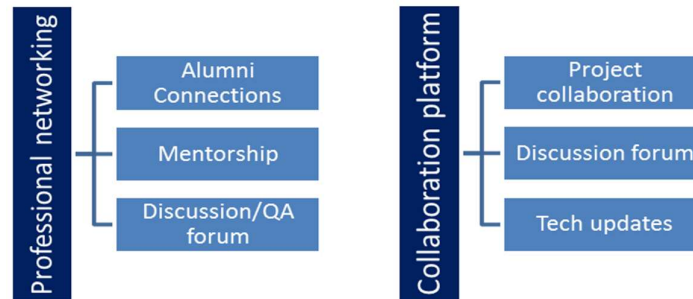 Professional networking
Alumni
Connections
Mentorship
Discussion/QA
forum
Collaboration platform
Project
collaboration
Discussion forum
Tech updates